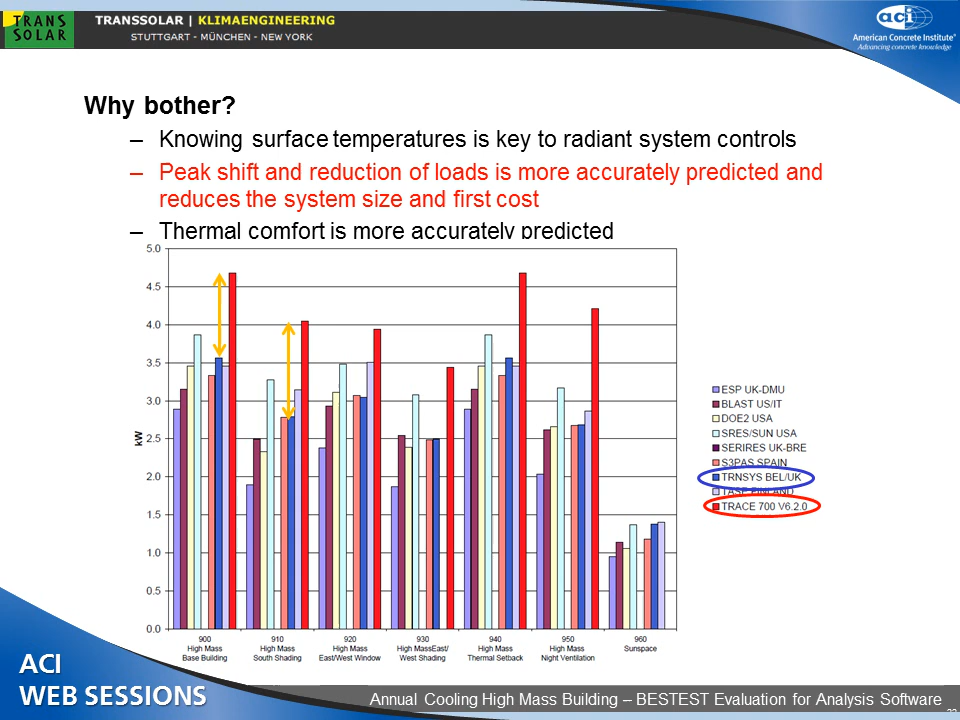 TRANS
SOLAR
TRANSSOLAR | KLIMAENGINEERING
STUTTGART - MÜNCHEN - NEW YORK
aci
American Concrete Institute®
Advancing concrete knowledge
Why bother?
– Knowing surface temperatures is key to radiant system controls
– Peak shift and reduction of loads is more accurately predicted and
reduces the system size and first cost
– Thermal comfort is more accurately predicted
5.0
4.5
4.0
3.5
3.0
2.5
2.0
1.5
1.0
0.5
0.0
kW
900
High Mass
Base Building
910
High Mass
South Shading
920
High Mass
East/West Window
930
High MassEast/
West Shading
940
High Mass
Thermal Setback
950
High Mass
Night Ventilation
960
Sunspace
ESP UK-DMU
BLAST US/IT
DOE2 USA
SRES/SUN USA
SERIRES UK-BRE
S3PAS SPAIN
TRNSYS BEL/UK
TASE FINLAND
TRACE 700 V6.2.0
ACI
WEB SESSIONS
Annual Cooling High Mass Building – BESTEST Evaluation for Analysis Software